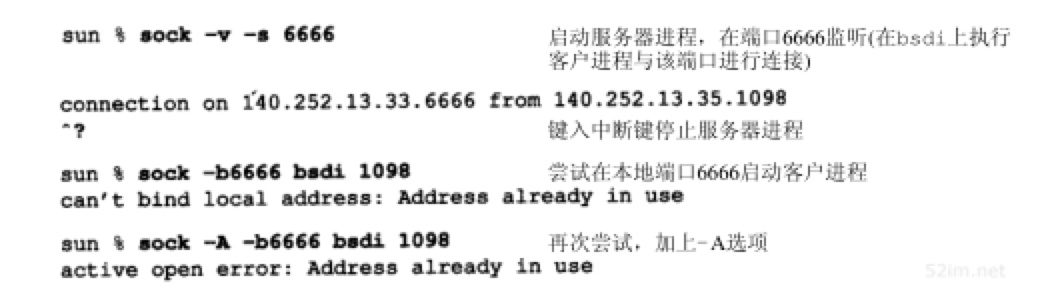 sun % sock -v -s 6666
启动服务器进程，在端口6666监听(在bsdi上执行
客户进程与该端口进行连接)
connection on 140.252.13.33.6666 from 140.252.13.35.1098
^?
键入中断键停止服务器进程
sun % sock -b6666 bsdi 1098
尝试在本地端口6666启动客户进程
can't bind local address: Address already in use
sun % sock -A -b6666 bsdi 1098
再次尝试，加上-A选项
active open error: Address already in use
52im.net